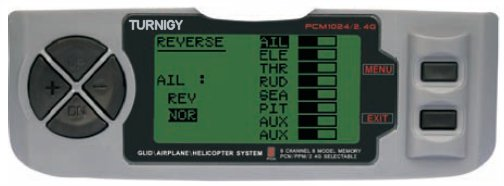 TURNIGY
PCM1024/2.4G
REVERSE
AIL :
REV
NOR
AIL
ELE
THR
RUD
GEA
PIT
AUX
AUX
MENU
EXIT
+
-
DN
GLID\AIRPLANE\HELICOPTER SYSTEM
8 CHANNEL 8 MODEL MEMORY
PCM/PPM/2.4G SELECTABLE